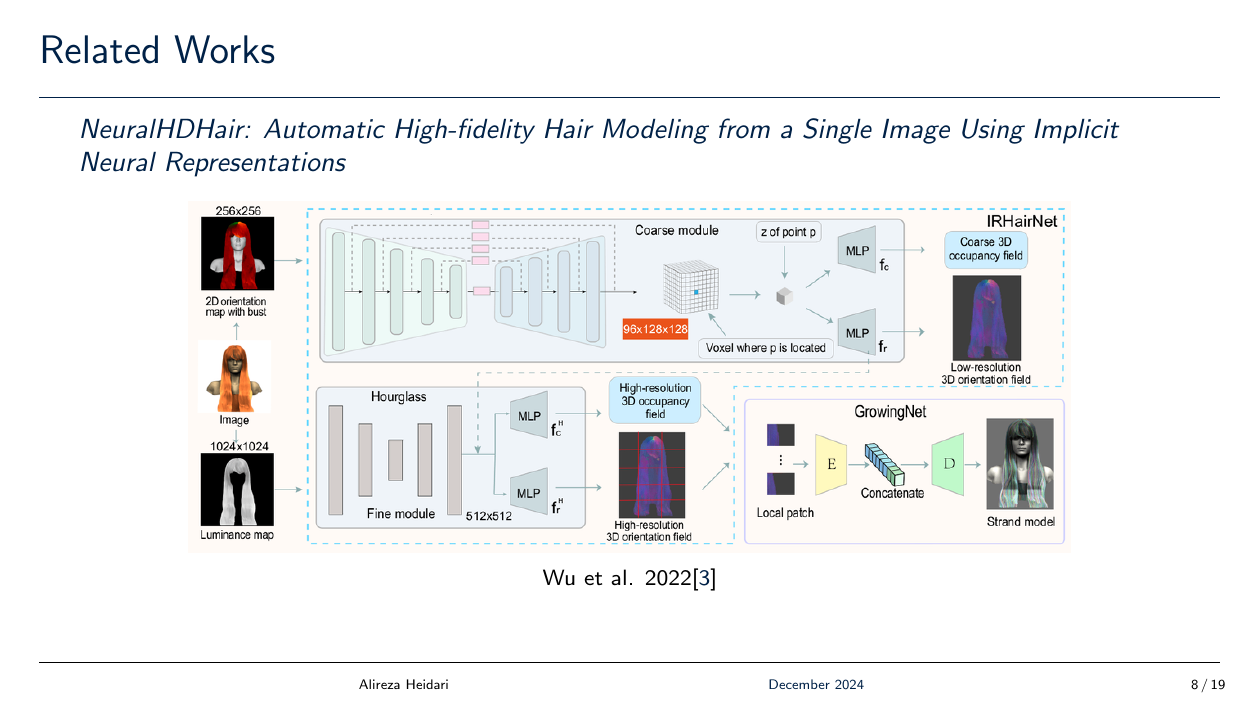 Related Works
NeuralHDHair: Automatic High-fidelity Hair Modeling from a Single Image Using Implicit
Neural Representations
256x256
2D orientation
map with bust
Image
1024x1024
Luminance map
IRHairNet
Coarse module
z of point p
96x128x128
Voxel where p is located
MLP
fc
MLP
fr
Coarse 3D
occupancy field
Low-resolution
3D orientation field
Hourglass
Fine module
512x512
MLP
fcH
MLP
frH
High-resolution
3D occupancy
field
High-resolution
3D orientation field
GrowingNet
Local patch
E
Concatenate
D
Strand model
Wu et al. 2022[3]
Alireza Heidari
December 2024
8 / 19